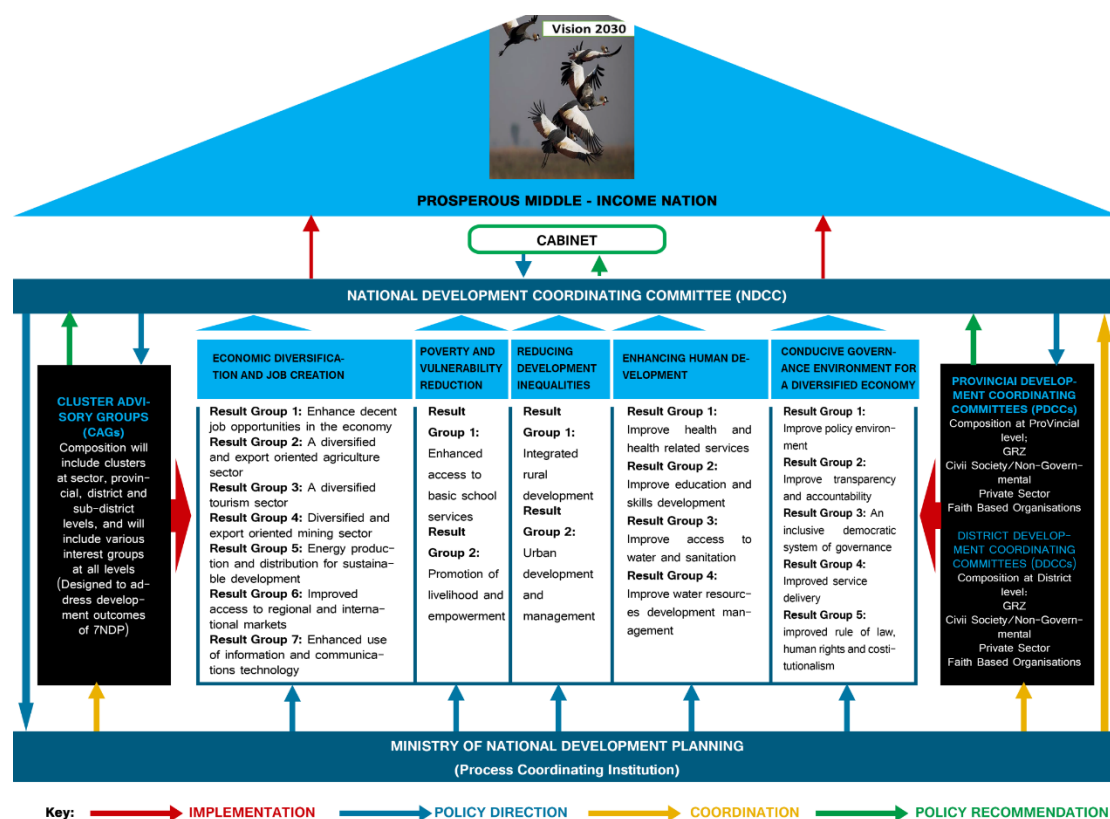 Vision 2030
PROSPEROUS MIDDLE - INCOME NATION
CABINET
NATIONAL DEVELOPMENT COORDINATING COMMITTEE (NDCC)
CLUSTER ADVI-
SORY GROUPS
(CAGs)
Composition will
include clusters
at sector, provin-
cial, district and
sub-district
levels, and will
include various
interest groups
at all levels
(Designed to ad-
dress develop-
ment outcomes
of 7NDP)
ECONOMIC DIVERSIFICA-
TION AND JOB CREATION
Result Group 1: Enhance decent
job opportunities in the economy
Result Group 2: A diversified
and export oriented agriculture
sector
Result Group 3: A diversified
tourism sector
Result Group 4: Diversified and
export oriented mining sector
Result Group 5: Energy produc-
tion and distribution for sustain-
able development
Result Group 6: Improved
access to regional and interna-
tional markets
Result Group 7: Enhanced use
of information and communica-
tions technology
POVERTY AND
VULNERABILITY
REDUCTION
Result
Group 1:
Enhanced
access to
basic school
services
Result
Group 2:
Promotion of
livelihood and
empowerment
REDUCING
DEVELOPMENT
INEQUALITIES
Result
Group 1:
Integrated
rural
development
Result
Group 2:
Urban
development
and
management
ENHANCING HUMAN DE-
VELOPMENT
Result Group 1:
Improve health and
health related services
Result Group 2:
Improve education and
skills development
Result Group 3:
Improve access to
water and sanitation
Result Group 4:
Improve water resourc-
es development man-
agement
CONDUCIVE GOVER-
NANCE ENVIRONMENT FOR
A DIVERSIFIED ECONOMY
Result Group 1:
Improve policy environ-
ment
Result Group 2:
Improve transparency
and accountability
Result Group 3: An
inclusive democratic
system of governance
Result Group 4:
Improved service
delivery
Result Group 5:
improved rule of law,
human rights and costi-
tutionalism
PROVINCIAI DEVELOP-
MENT COORDINATING
COMMITTEES (PDCCs)
Composition at ProVincial
level;
GRZ
Civii Society/Non-Govern-
mental
Private Sector
Faith Based Organisations
DISTRICT DEVELOP-
MENT COORDINATING
COMMITTEES (DDCCs)
Composition at District
level:
GRZ
Civii Society/Non-Govern-
mental
Private Sector
Faith Based Organisations
MINISTRY OF NATIONAL DEVELOPMENT PLANNING
(Process Coordinating Institution)
Key: IMPLEMENTATION POLICY DIRECTION COORDINATION POLICY RECOMMENDATION